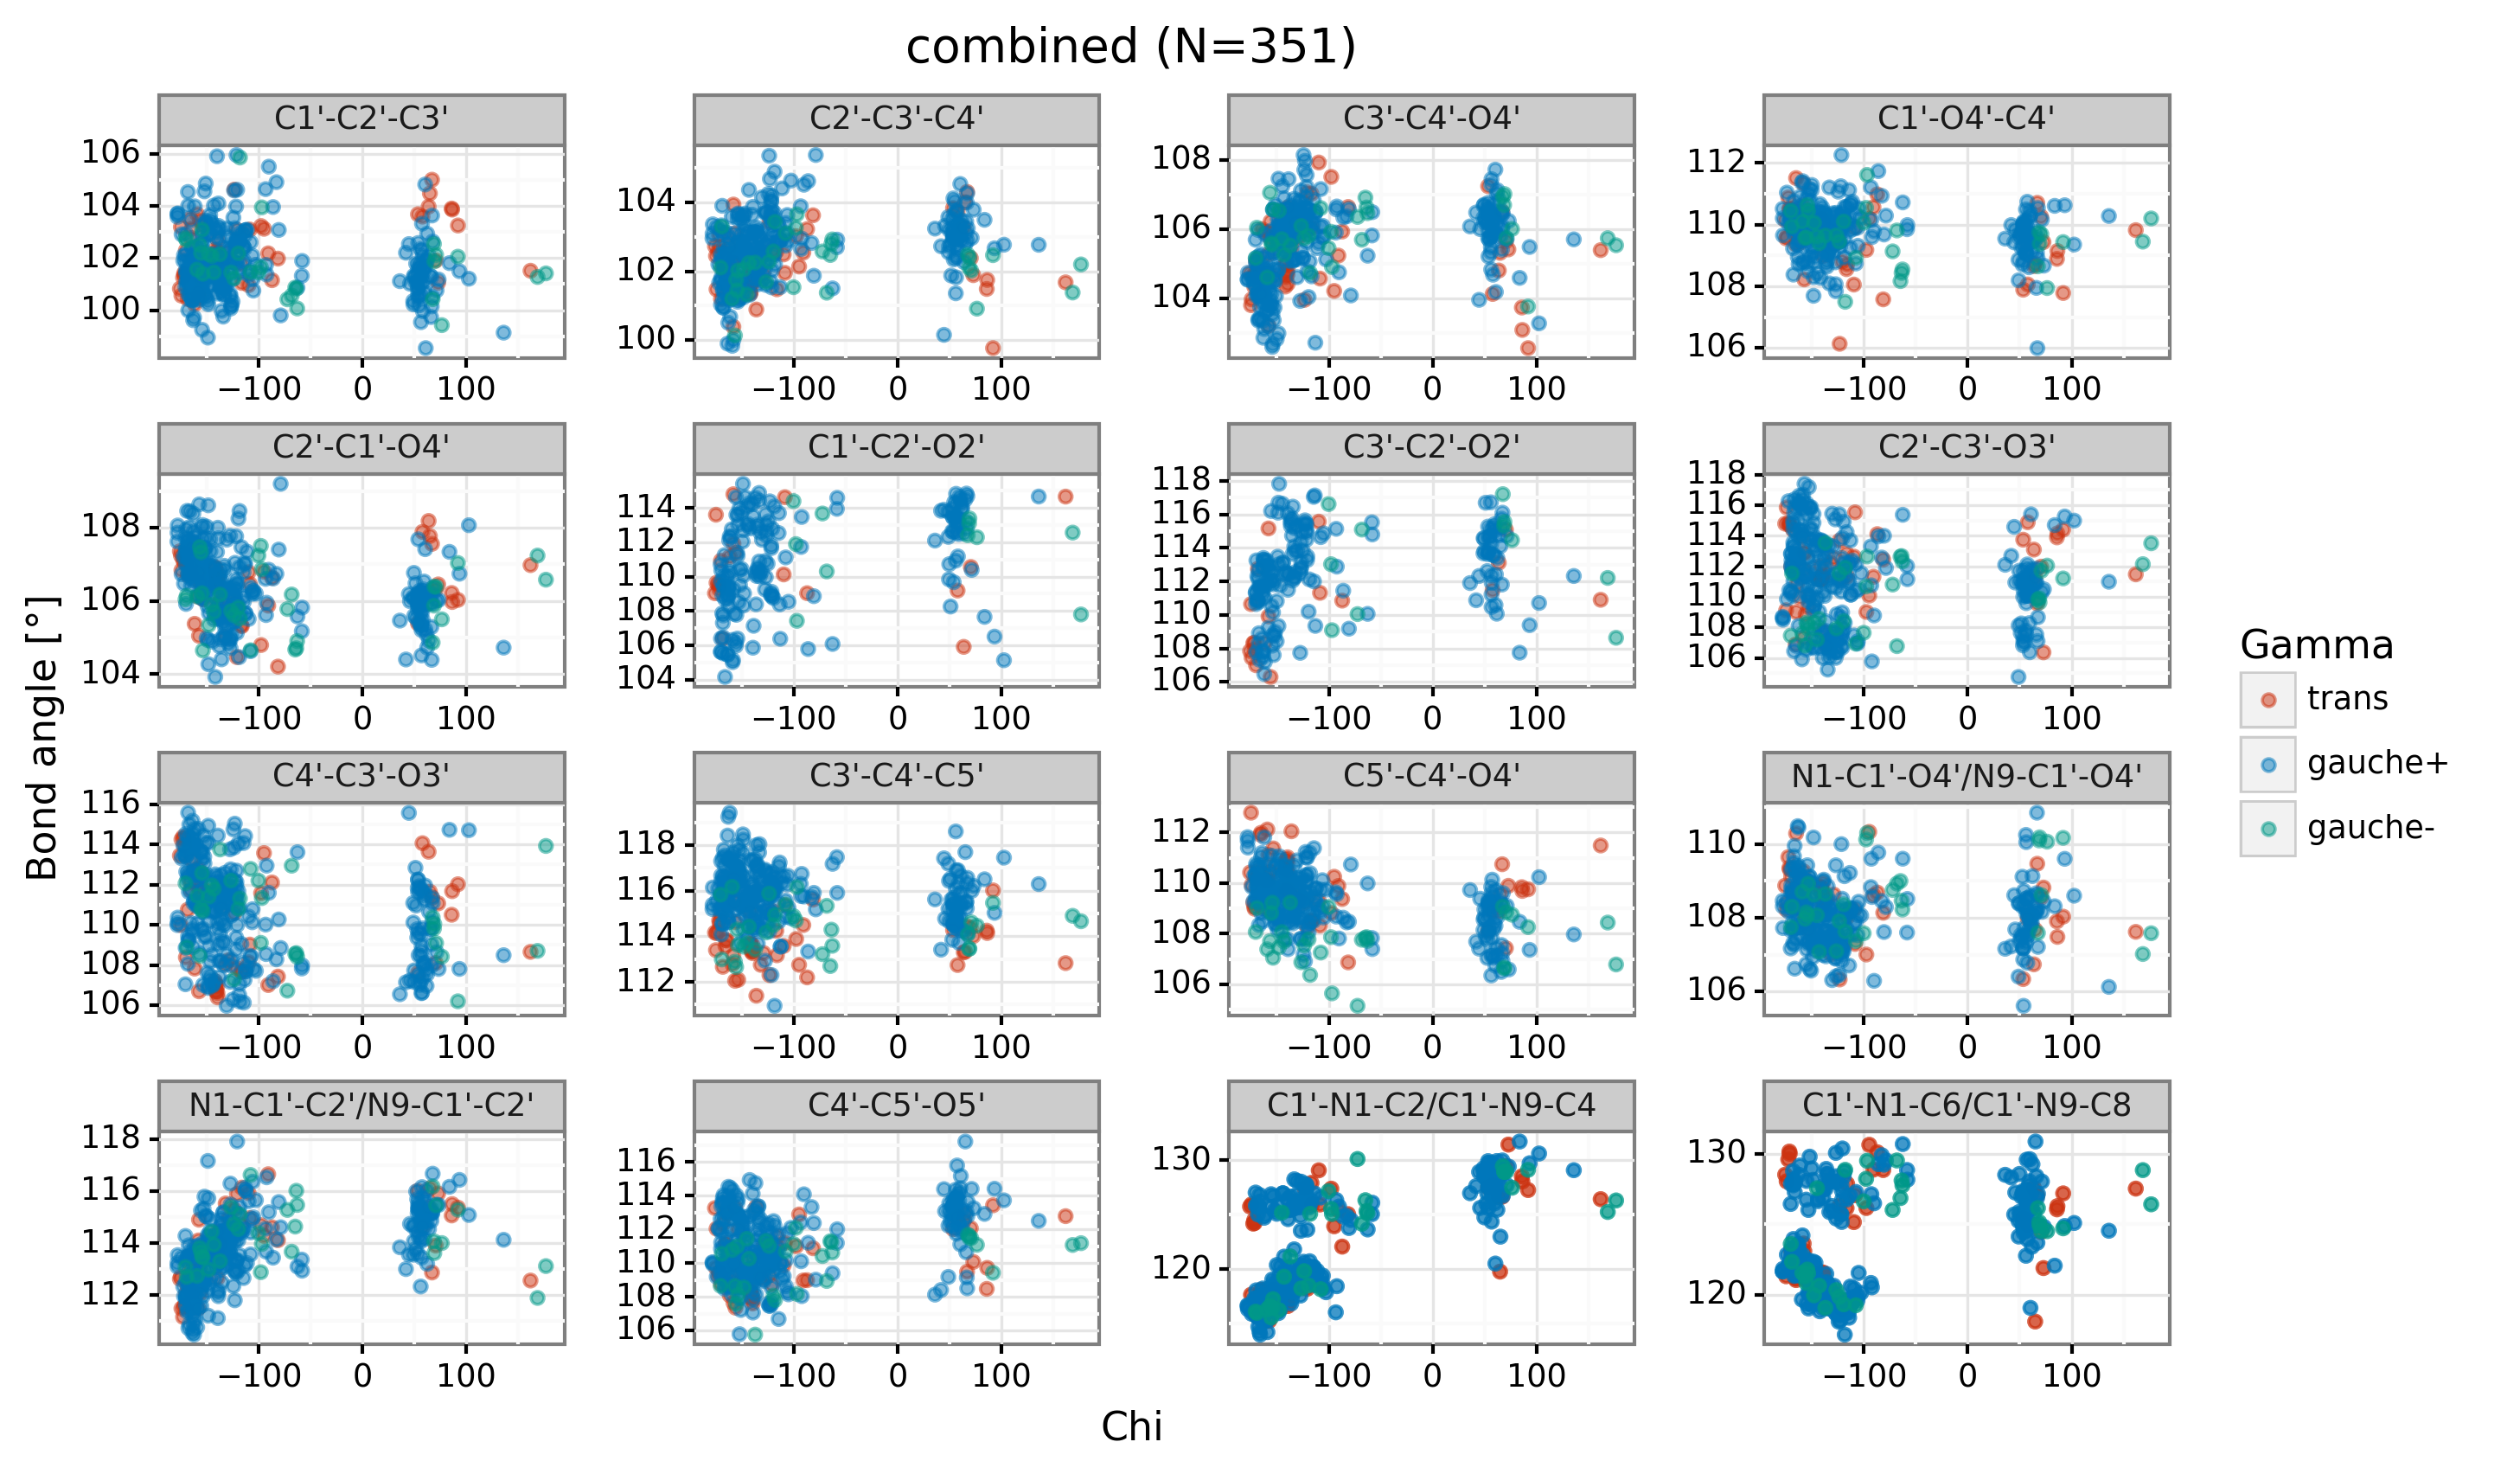 combined (N=351)
C1'-C2'-C3'
C2'-C3'-C4'
C3'-C4'-O4'
C1'-O4'-C4'
106
104
102
100
104
102
100
108
106
104
112
110
108
106
−100 0 100
−100 0 100
−100 0 100
−100 0 100
C2'-C1'-O4'
C1'-C2'-O2'
C3'-C2'-O2'
C2'-C3'-O3'
108
106
104
114
112
110
108
106
104
118
116
114
112
110
108
106
118
116
114
112
110
108
106
−100 0 100
−100 0 100
−100 0 100
−100 0 100
C4'-C3'-O3'
C3'-C4'-C5'
C5'-C4'-O4'
N1-C1'-O4'/N9-C1'-O4'
116
114
112
110
108
106
118
116
114
112
112
110
108
106
110
108
106
−100 0 100
−100 0 100
−100 0 100
−100 0 100
N1-C1'-C2'/N9-C1'-C2'
C4'-C5'-O5'
C1'-N1-C2/C1'-N9-C4
C1'-N1-C6/C1'-N9-C8
118
116
114
112
116
114
112
110
108
106
130
120
130
120
−100 0 100
−100 0 100
−100 0 100
−100 0 100
Chi
Bond angle [°]
Gamma
trans
gauche+
gauche-